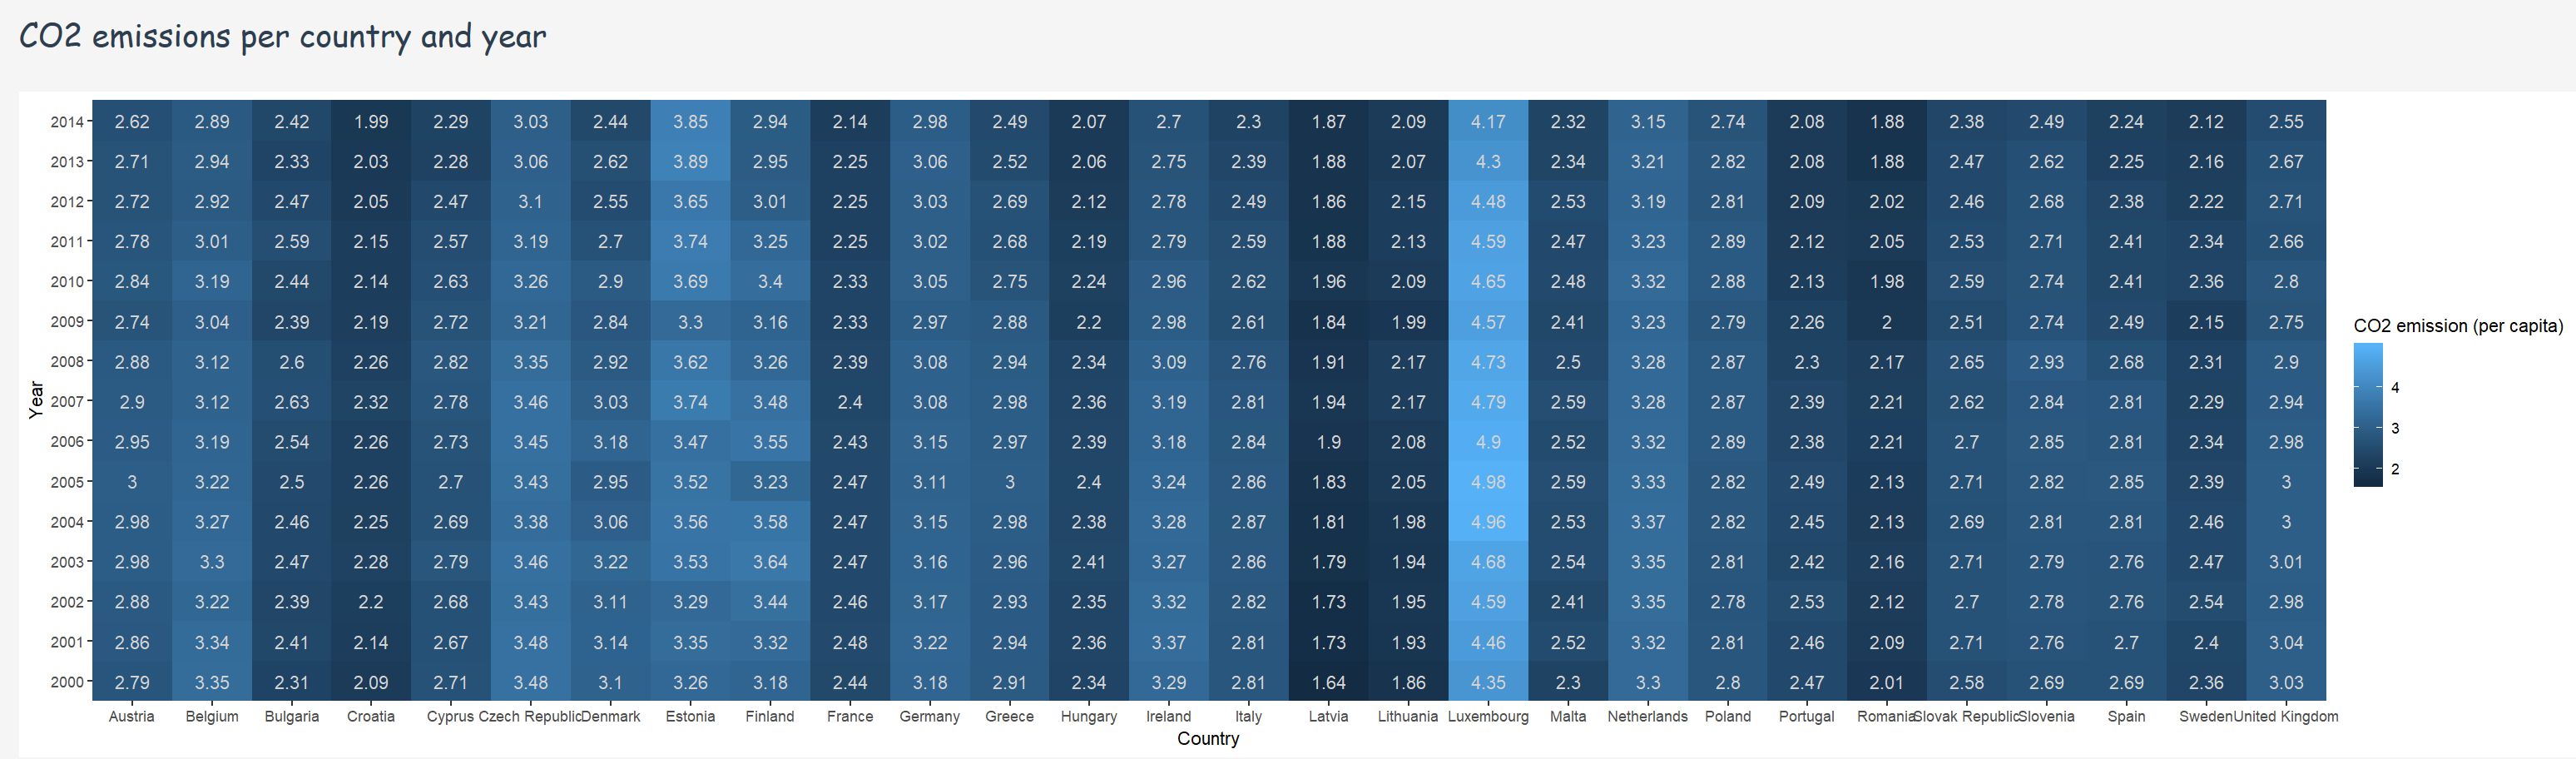 CO2 emissions per country and year
2014 2.62 2.89 2.42 1.99 2.29 3.03 2.44 3.85 2.94 2.14 2.98 2.49 2.07 2.7 2.3 1.87 2.09 4.17 2.32 3.15 2.74 2.08 1.88 2.38 2.49 2.24 2.12 2.55
2013 2.71 2.94 2.33 2.03 2.28 3.06 2.62 3.89 2.95 2.25 3.06 2.52 2.06 2.75 2.39 1.88 2.07 4.3 2.34 3.21 2.82 2.08 1.88 2.47 2.62 2.25 2.16 2.67
2012 2.72 2.92 2.47 2.05 2.47 3.1 2.55 3.65 3.01 2.25 3.03 2.69 2.12 2.78 2.49 1.86 2.15 4.48 2.53 3.19 2.81 2.09 2.02 2.46 2.68 2.38 2.22 2.71
2011 2.78 3.01 2.59 2.15 2.57 3.19 2.7 3.74 3.25 2.25 3.02 2.68 2.19 2.79 2.59 1.88 2.13 4.59 2.47 3.23 2.89 2.12 2.05 2.53 2.71 2.41 2.34 2.66
2010 2.84 3.19 2.44 2.14 2.63 3.26 2.9 3.69 3.4 2.33 3.05 2.75 2.24 2.96 2.62 1.96 2.09 4.65 2.48 3.32 2.88 2.13 1.98 2.59 2.74 2.41 2.36 2.8
2009 2.74 3.04 2.39 2.19 2.72 3.21 2.84 3.3 3.16 2.33 2.97 2.88 2.2 2.98 2.61 1.84 1.99 4.57 2.41 3.23 2.79 2.26 2 2.51 2.74 2.49 2.15 2.75
2008 2.88 3.12 2.6 2.26 2.82 3.35 2.92 3.62 3.26 2.39 3.08 2.94 2.34 3.09 2.76 1.91 2.17 4.73 2.5 3.28 2.87 2.3 2.17 2.65 2.93 2.68 2.31 2.9
2007 2.9 3.12 2.63 2.32 2.78 3.46 3.03 3.74 3.48 2.4 3.08 2.98 2.36 3.19 2.81 1.94 2.17 4.79 2.59 3.28 2.87 2.39 2.21 2.62 2.84 2.81 2.29 2.94
2006 2.95 3.19 2.54 2.26 2.73 3.45 3.18 3.47 3.55 2.43 3.15 2.97 2.39 3.18 2.84 1.9 2.08 4.9 2.52 3.32 2.89 2.38 2.21 2.7 2.85 2.81 2.34 2.98
2005 3 3.22 2.5 2.26 2.7 3.43 2.95 3.52 3.23 2.47 3.11 3 2.4 3.24 2.86 1.83 2.05 4.98 2.59 3.33 2.82 2.49 2.13 2.71 2.82 2.85 2.39 3
2004 2.98 3.27 2.46 2.25 2.69 3.38 3.06 3.56 3.58 2.47 3.15 2.98 2.38 3.28 2.87 1.81 1.98 4.96 2.53 3.37 2.82 2.45 2.13 2.69 2.81 2.81 2.46 3
2003 2.98 3.3 2.47 2.28 2.79 3.46 3.22 3.53 3.64 2.47 3.16 2.96 2.41 3.27 2.86 1.79 1.94 4.68 2.54 3.35 2.81 2.42 2.16 2.71 2.79 2.76 2.47 3.01
2002 2.88 3.22 2.39 2.2 2.68 3.43 3.11 3.29 3.44 2.46 3.17 2.93 2.35 3.32 2.82 1.73 1.95 4.59 2.41 3.35 2.78 2.53 2.12 2.7 2.78 2.76 2.54 2.98
2001 2.86 3.34 2.41 2.14 2.67 3.48 3.14 3.35 3.32 2.48 3.22 2.94 2.36 3.37 2.81 1.73 1.93 4.46 2.52 3.32 2.81 2.46 2.09 2.71 2.76 2.7 2.4 3.04
2000 2.79 3.35 2.31 2.09 2.71 3.48 3.1 3.26 3.18 2.44 3.18 2.91 2.34 3.29 2.81 1.64 1.86 4.35 2.3 3.3 2.8 2.47 2.01 2.58 2.69 2.69 2.36 3.03
Austria Belgium Bulgaria Croatia Cyprus Czech Republic Denmark Estonia Finland France Germany Greece Hungary Ireland Italy Latvia Lithuania Luxembourg Malta Netherlands Poland Portugal Romania Slovak Republic Slovenia Spain Sweden United Kingdom
Country
Year
CO2 emission (per capita)
4
3
2